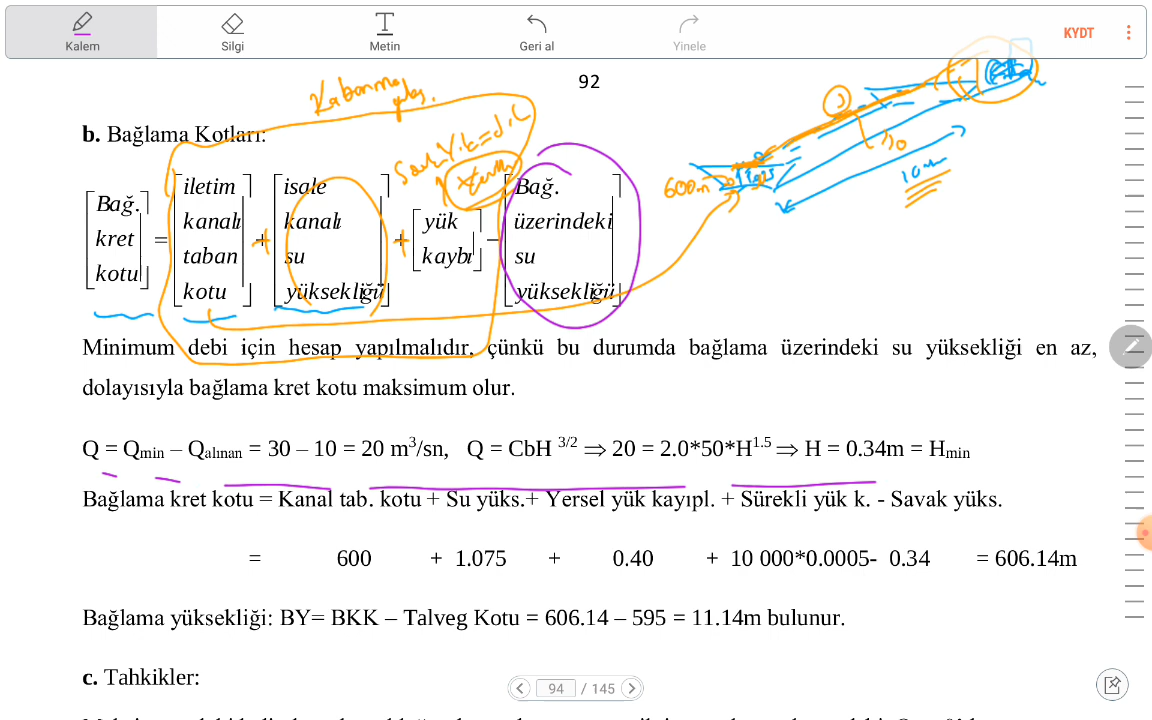 Kalem
Silgi
Metin
Geri al
Yinele
KYDT
92
Kabarma
b. Bağlama Kotları:
[Bağ. kret kotu] = [iletim kanalı taban kotu] + [isale kanalı su yüksekliği] + [yük kaybı] − [Bağ. üzerindeki su yüksekliği]
600m
Minimum debi için hesap yapılmalıdır, çünkü bu durumda bağlama üzerindeki su yüksekliği en az,
dolayısıyla bağlama kret kotu maksimum olur.
Q = Qmin – Qalınan = 30 – 10 = 20 m3/sn, Q = CbH 3/2 ⇒ 20 = 2.0*50*H1.5 ⇒ H = 0.34m = Hmin
Bağlama kret kotu = Kanal tab. kotu + Su yüks.+ Yersel yük kayıpl. + Sürekli yük k. - Savak yüks.
= 600 + 1.075 + 0.40 + 10 000*0.0005- 0.34 = 606.14m
Bağlama yüksekliği: BY= BKK – Talveg Kotu = 606.14 – 595 = 11.14m bulunur.
c. Tahkikler:
94 / 145